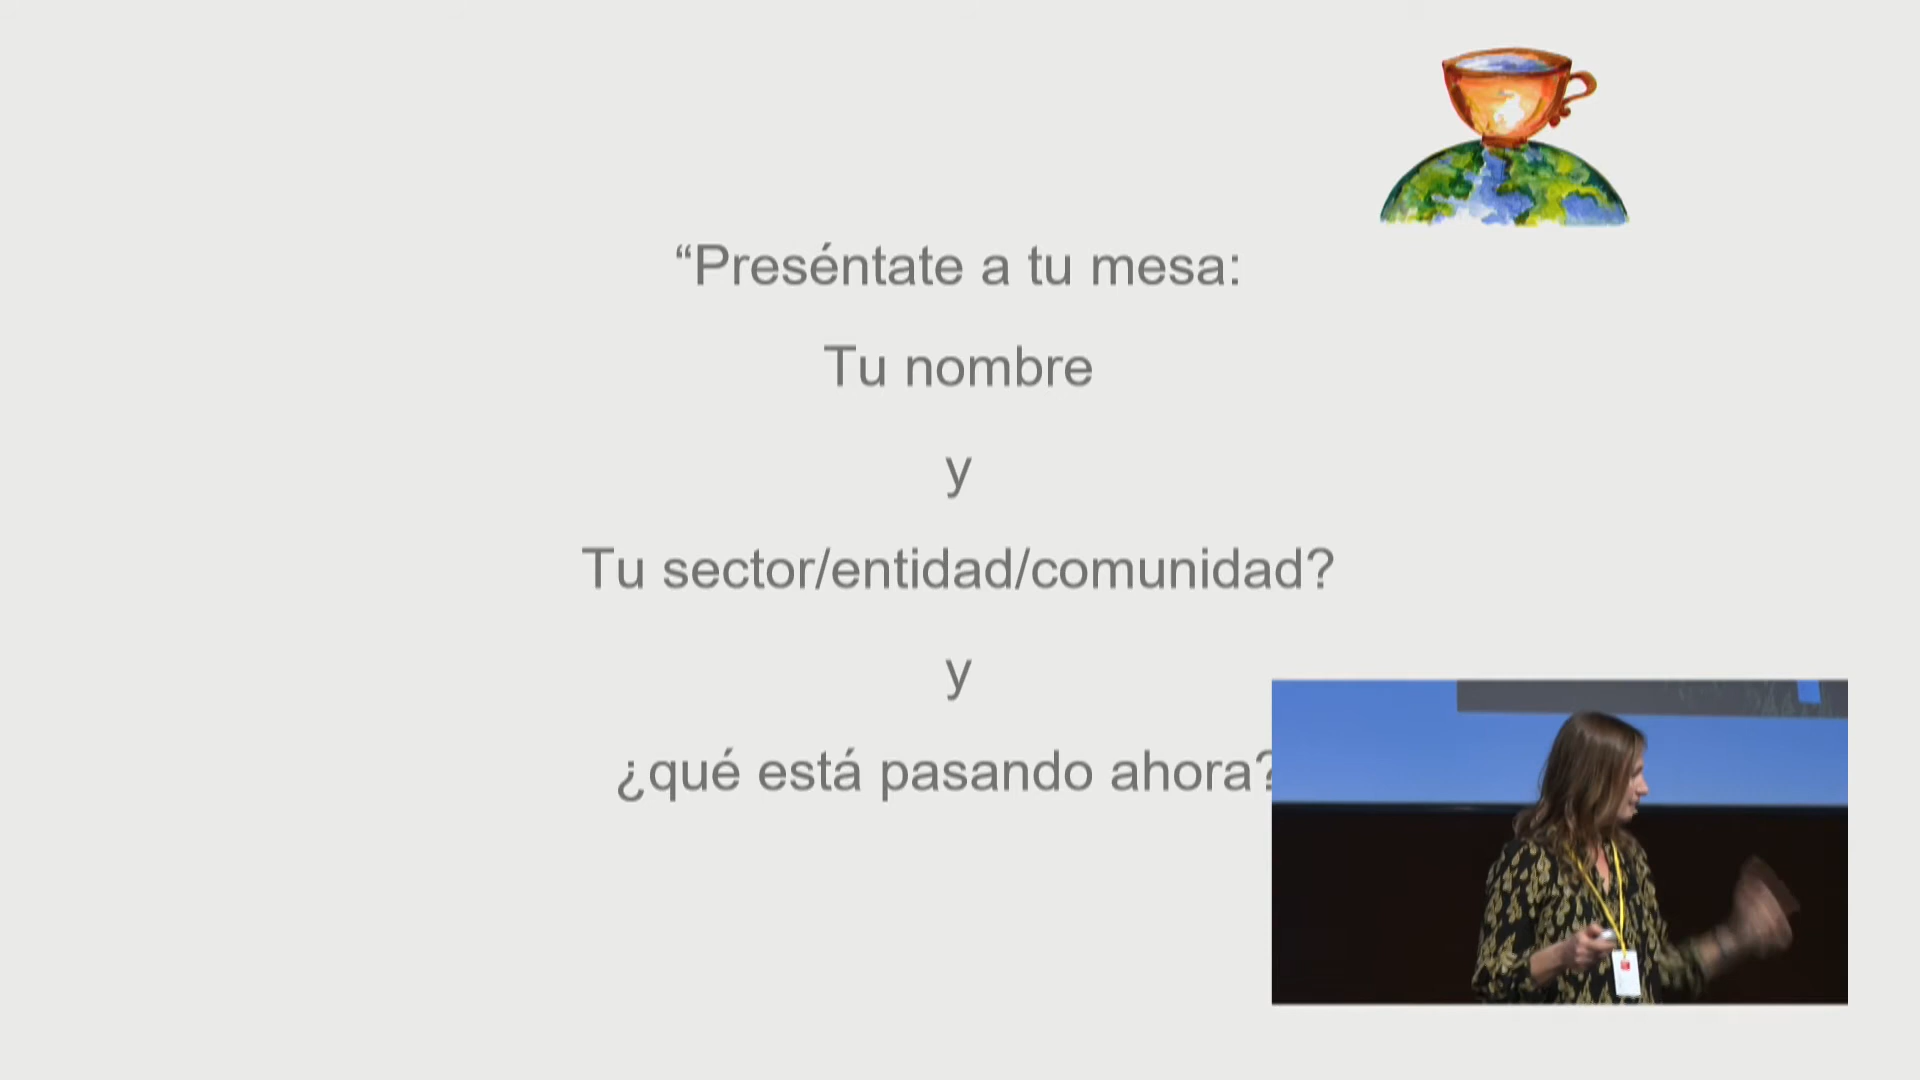 “Preséntate a tu mesa:
Tu nombre
y
Tu sector/entidad/comunidad?
y
¿qué está pasando ahora?